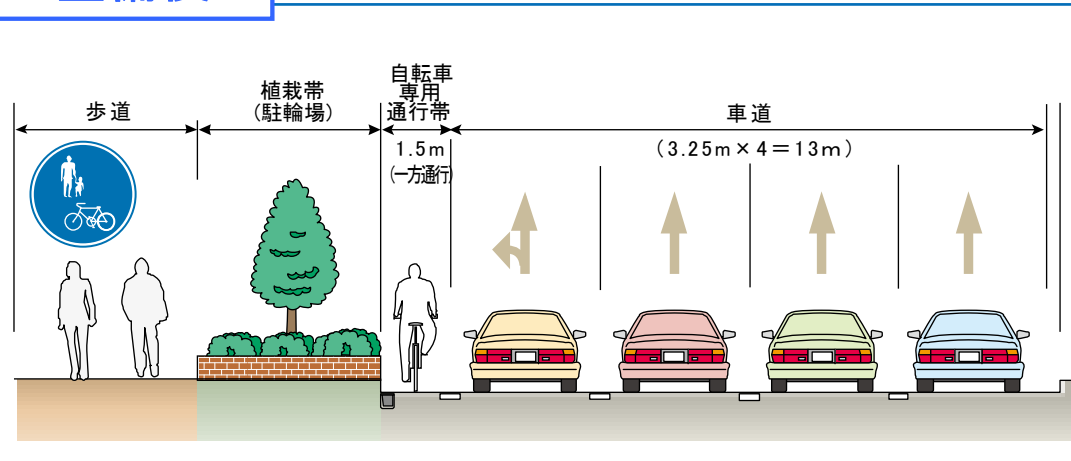 歩道
植栽帯
(駐輪場)
自転車
専用
通行帯
1.5m
(一方通行)
車道
(3.25m×4=13m)